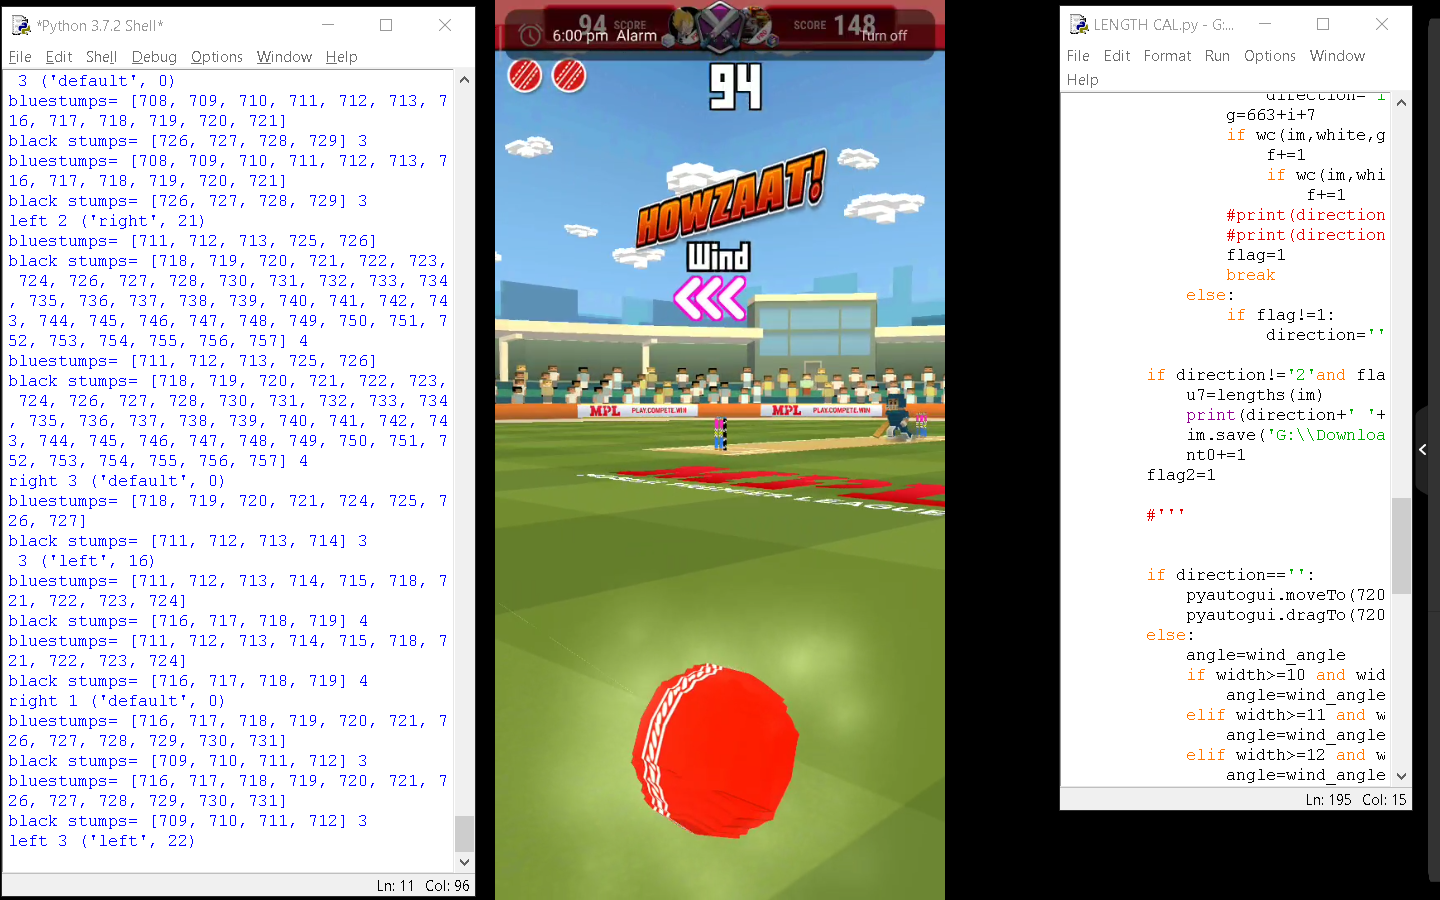 *Python 3.7.2 Shell*
File Edit Shell Debug Options Window Help
3 ('default', 0)
bluestumps= [708, 709, 710, 711, 712, 713, 7
16, 717, 718, 719, 720, 721]
black stumps= [726, 727, 728, 729] 3
bluestumps= [708, 709, 710, 711, 712, 713, 7
16, 717, 718, 719, 720, 721]
black stumps= [726, 727, 728, 729] 3
left 2 ('right', 21)
bluestumps= [711, 712, 713, 725, 726]
black stumps= [718, 719, 720, 721, 722, 723,
724, 726, 727, 728, 730, 731, 732, 733, 734
, 735, 736, 737, 738, 739, 740, 741, 742, 74
3, 744, 745, 746, 747, 748, 749, 750, 751, 7
52, 753, 754, 755, 756, 757] 4
bluestumps= [711, 712, 713, 725, 726]
black stumps= [718, 719, 720, 721, 722, 723,
724, 726, 727, 728, 730, 731, 732, 733, 734
, 735, 736, 737, 738, 739, 740, 741, 742, 74
3, 744, 745, 746, 747, 748, 749, 750, 751, 7
52, 753, 754, 755, 756, 757] 4
right 3 ('default', 0)
bluestumps= [718, 719, 720, 721, 724, 725, 7
26, 727]
black stumps= [711, 712, 713, 714] 3
3 ('left', 16)
bluestumps= [711, 712, 713, 714, 715, 718, 7
21, 722, 723, 724]
black stumps= [716, 717, 718, 719] 4
bluestumps= [711, 712, 713, 714, 715, 718, 7
21, 722, 723, 724]
black stumps= [716, 717, 718, 719] 4
right 1 ('default', 0)
bluestumps= [716, 717, 718, 719, 720, 721, 7
26, 727, 728, 729, 730, 731]
black stumps= [709, 710, 711, 712] 3
bluestumps= [716, 717, 718, 719, 720, 721, 7
26, 727, 728, 729, 730, 731]
black stumps= [709, 710, 711, 712] 3
left 3 ('left', 22)
Ln: 11 Col: 96
94 SCORE SCORE 148
6:00 pm Alarm Turn off
94
HOWZAAT!
Wind
MPL PLAY.COMPETE.WIN MPL PLAY.COMPETE.WIN
PREMIER LEAGUE
LENGTH CAL.py - G:...
File Edit Format Run Options Window
Help
direction='i
g=663+i+7
if wc(im,white,g
f+=1
if wc(im,whi
f+=1
#print(direction
#print(direction
flag=1
break
else:
if flag!=1:
direction=''
if direction!='2'and fla
u7=lengths(im)
print(direction+' '+
im.save('G:\\Downloa
nt0+=1
flag2=1
#'''
if direction=='':
pyautogui.moveTo(720
pyautogui.dragTo(720
else:
angle=wind_angle
if width>=10 and wid
angle=wind_angle
elif width>=11 and w
angle=wind_angle
elif width>=12 and w
angle=wind_angle
Ln: 195 Col: 15